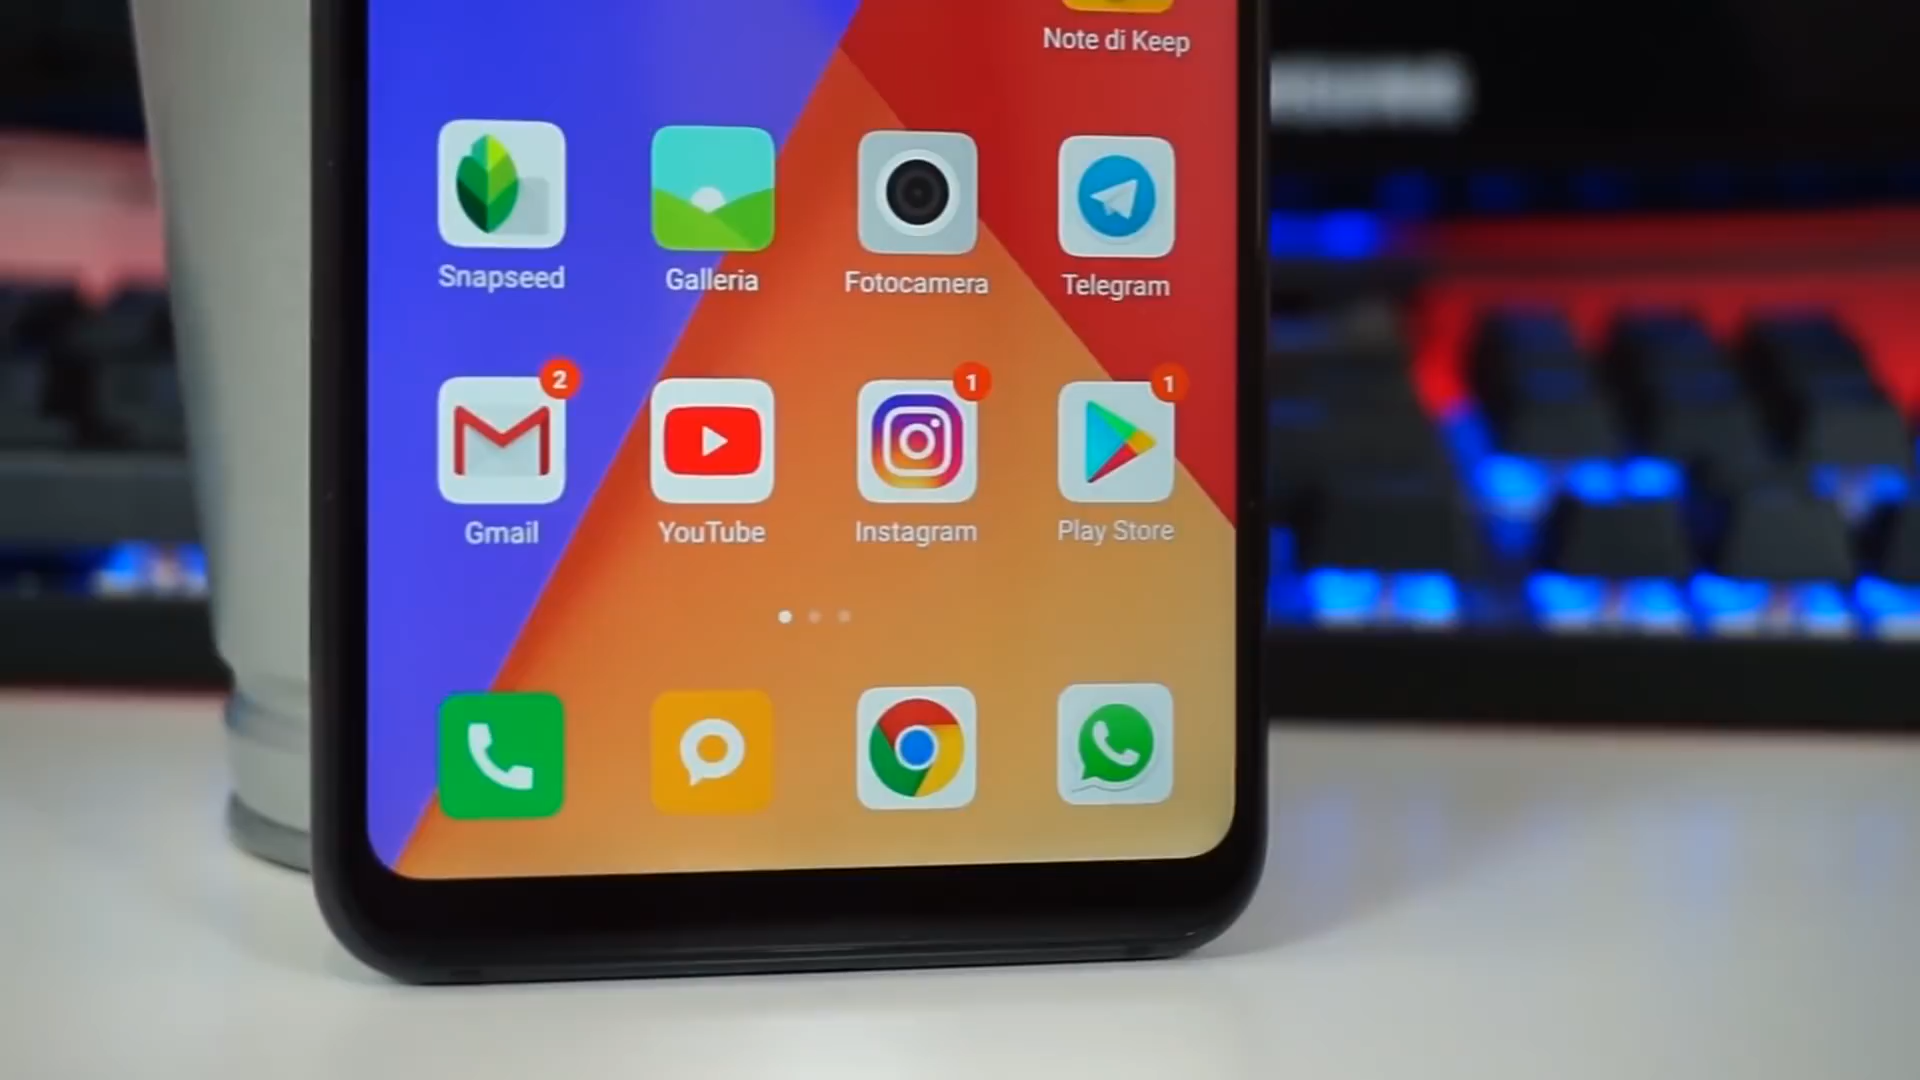 Note di Keep
Snapseed
Galleria
Fotocamera
Telegram
2
1
1
Gmail
YouTube
Instagram
Play Store